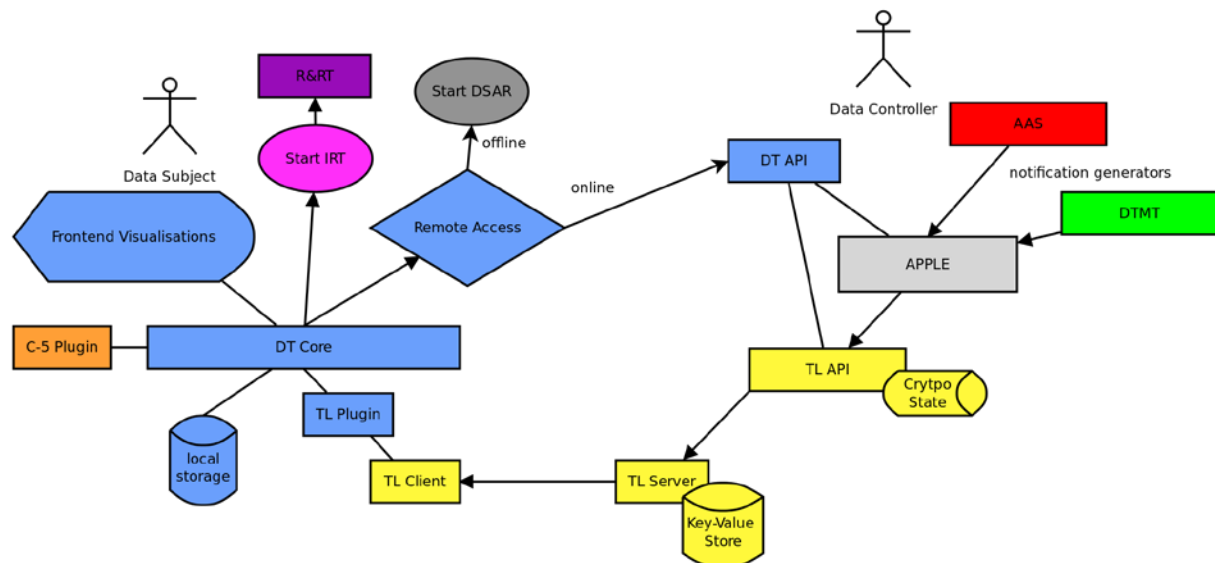 R&RT
Start DSAR
Data Controller
AAS
offline
Start IRT
DT API
notification generators
Data Subject
online
DTMT
Frontend Visualisations
Remote Access
APPLE
C-5 Plugin
DT Core
TL API
Crytpo
State
TL Plugin
local
storage
TL Client
TL Server
Key-Value
Store